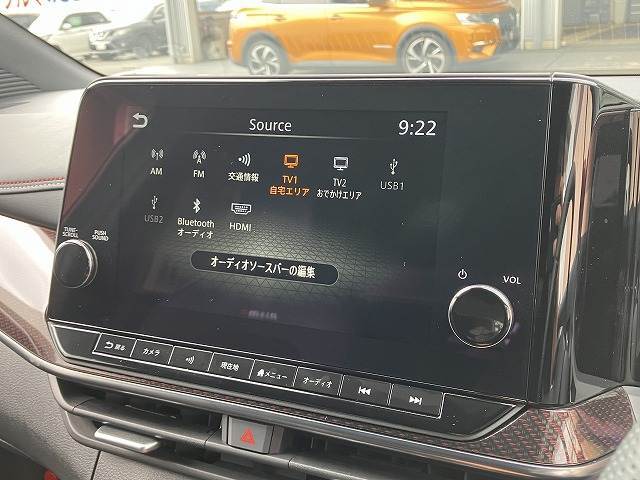 Source
9:22
AM
FM
交通情報
TV1
自宅エリア
TV2
おでかけエリア
USB1
USB2
Bluetooth
オーディオ
HDMI
オーディオソースバーの編集
TUNE·
SCROLL
PUSH
SOUND
VOL
戻る
カメラ
現在地
メニュー
オーディオ